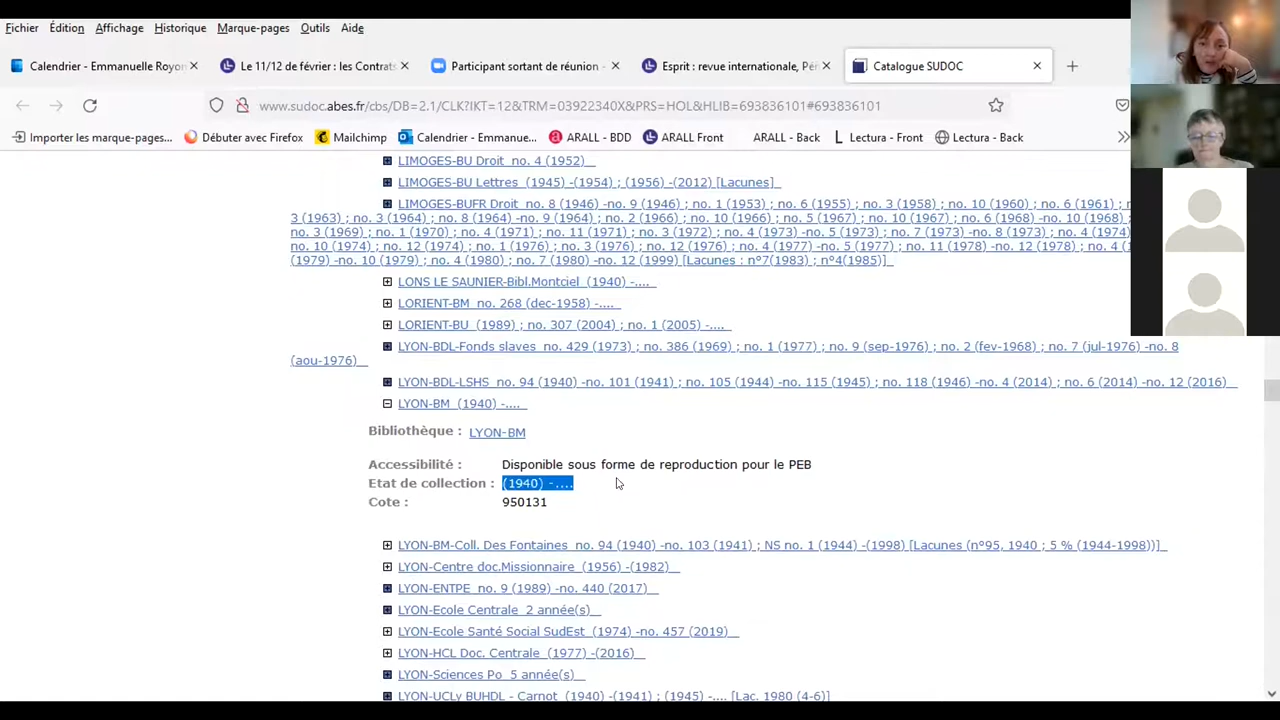 Fichier Édition Affichage Historique Marque-pages Outils Aide
Calendrier - Emmanuelle Royon Le 11/12 de février : les Contrats Participant sortant de réunion - Esprit : revue internationale, Pér Catalogue SUDOC
www.sudoc.abes.fr/cbs/DB=2.1/CLK?IKT=12&TRM=03922340X&PRS=HOL&HLIB=693836101#693836101
Importer les marque-pages... Débuter avec Firefox Mailchimp Calendrier - Emmanue... ARALL - BDD ARALL Front ARALL - Back Lectura - Front Lectura - Back
LIMOGES-BU Droit no. 4 (1952)
LIMOGES-BU Lettres (1945) -(1954) ; (1956) -(2012) [Lacunes]
LIMOGES-BUFR Droit no. 8 (1946) -no. 9 (1946) ; no. 1 (1953) ; no. 6 (1955) ; no. 3 (1958) ; no. 10 (1960) ; no. 6 (1961) ;
3 (1963) ; no. 3 (1964) ; no. 8 (1964) -no. 9 (1964) ; no. 2 (1966) ; no. 10 (1966) ; no. 5 (1967) ; no. 10 (1967) ; no. 6 (1968) -no. 10 (1968) ;
no. 3 (1969) ; no. 1 (1970) ; no. 4 (1971) ; no. 11 (1971) ; no. 3 (1972) ; no. 4 (1973) -no. 5 (1973) ; no. 7 (1973) -no. 8 (1973) ; no. 4 (1974)
no. 10 (1974) ; no. 12 (1974) ; no. 1 (1976) ; no. 3 (1976) ; no. 12 (1976) ; no. 4 (1977) -no. 5 (1977) ; no. 11 (1978) -no. 12 (1978) ; no. 4 (1
(1979) -no. 10 (1979) ; no. 4 (1980) ; no. 7 (1980) -no. 12 (1999) [Lacunes : n°7(1983) ; n°4(1985)]
LONS LE SAUNIER-Bibl.Montciel (1940) -....
LORIENT-BM no. 268 (dec-1958) -....
LORIENT-BU (1989) ; no. 307 (2004) ; no. 1 (2005) -....
LYON-BDL-Fonds slaves no. 429 (1973) ; no. 386 (1969) ; no. 1 (1977) ; no. 9 (sep-1976) ; no. 2 (fev-1968) ; no. 7 (jul-1976) -no. 8
(aou-1976)
LYON-BDL-LSHS no. 94 (1940) -no. 101 (1941) ; no. 105 (1944) -no. 115 (1945) ; no. 118 (1946) -no. 4 (2014) ; no. 6 (2014) -no. 12 (2016)
LYON-BM (1940) -....
Bibliothèque : LYON-BM
Accessibilité : Disponible sous forme de reproduction pour le PEB
Etat de collection : (1940) -....
Cote : 950131
LYON-BM-Coll. Des Fontaines no. 94 (1940) -no. 103 (1941) ; NS no. 1 (1944) -(1998) [Lacunes (n°95, 1940 ; 5 % (1944-1998))]
LYON-Centre doc.Missionnaire (1956) -(1982)
LYON-ENTPE no. 9 (1989) -no. 440 (2017)
LYON-Ecole Centrale 2 année(s)
LYON-Ecole Santé Social SudEst (1974) -no. 457 (2019)
LYON-HCL Doc. Centrale (1977) -(2016)
LYON-Sciences Po 5 année(s)
LYON-UCLy BUHDL - Carnot (1940) -(1941) ; (1945) -.... [Lac. 1980 (4-6)]